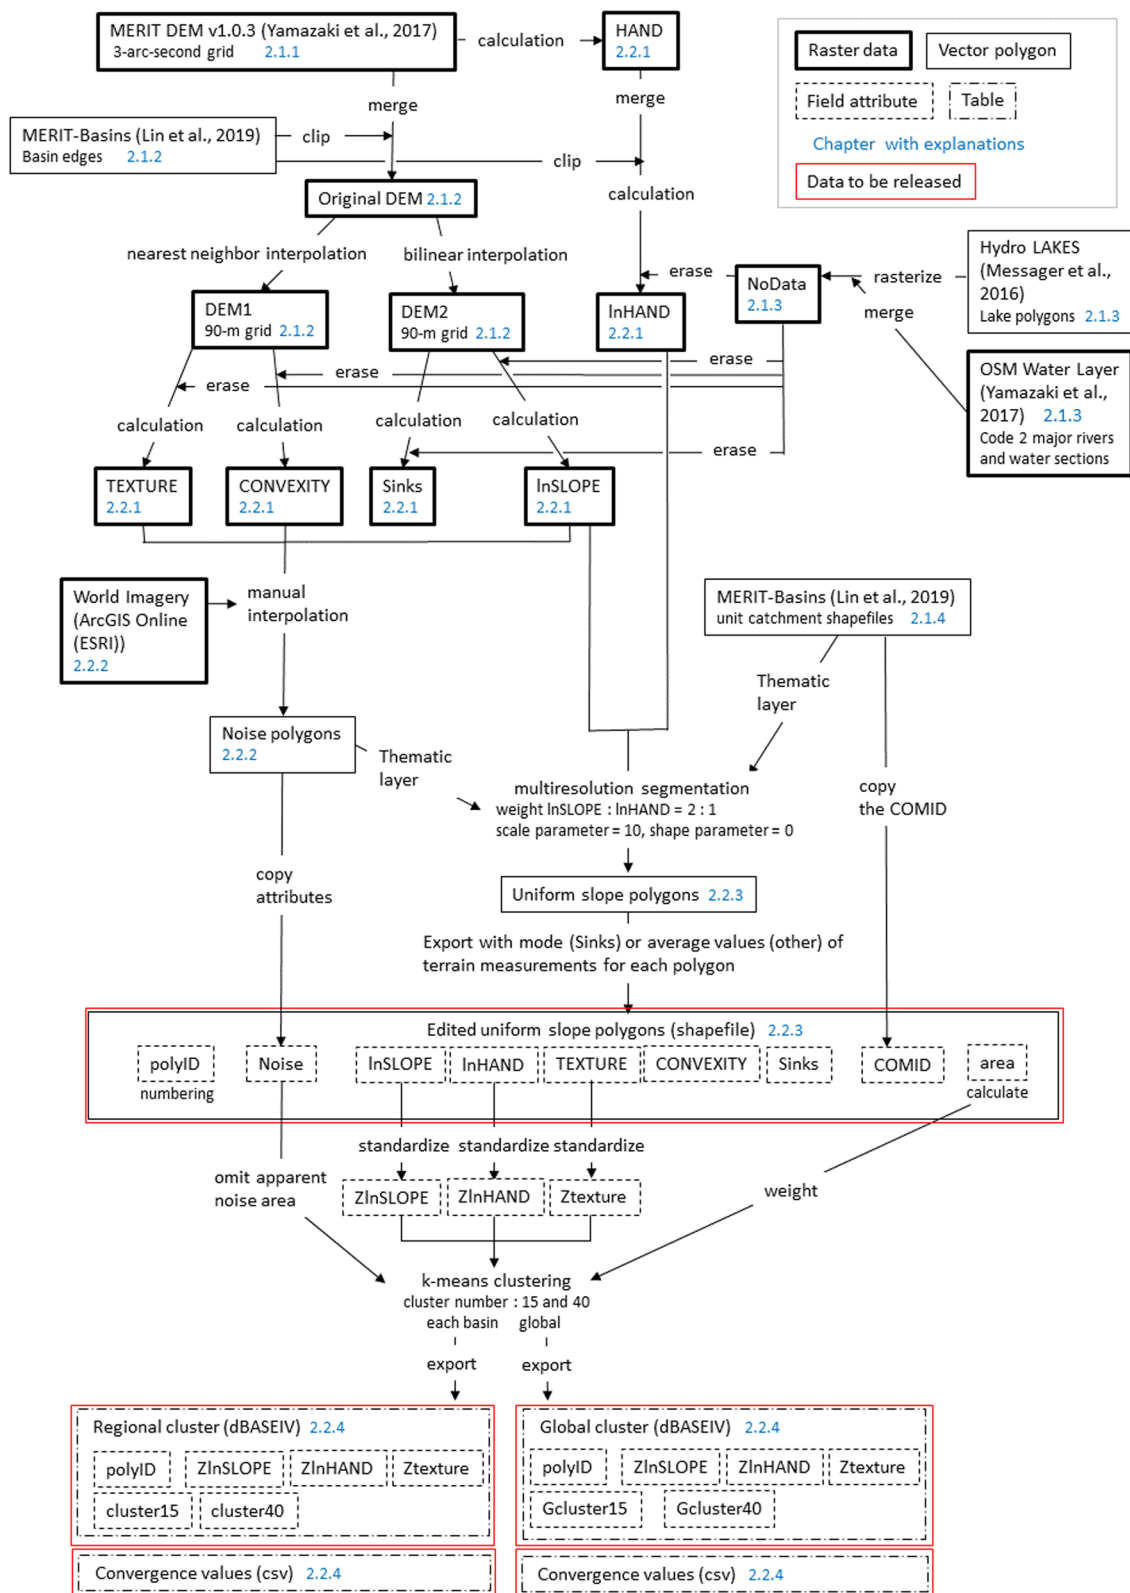 MERIT DEM v1.0.3 (Yamazaki et al., 2017)
3-arc-second grid 2.1.1
calculation
HAND
2.2.1
Raster data
Vector polygon
Field attribute
Table
Chapter with explanations
Data to be released
merge
merge
MERIT-Basins (Lin et al., 2019)
Basin edges 2.1.2
clip
clip
Original DEM 2.1.2
calculation
nearest neighbor interpolation
bilinear interpolation
Hydro LAKES
(Messager et al.,
2016)
Lake polygons 2.1.3
erase
NoData
2.1.3
rasterize
merge
DEM1
90-m grid 2.1.2
DEM2
90-m grid 2.1.2
lnHAND
2.2.1
erase
erase
erase
OSM Water Layer
(Yamazaki et al.,
2017) 2.1.3
Code 2 major rivers
and water sections
calculation
calculation
calculation
calculation
erase
TEXTURE
2.2.1
CONVEXITY
2.2.1
Sinks
2.2.1
lnSLOPE
2.2.1
World Imagery
(ArcGIS Online
(ESRI))
2.2.2
manual
interpolation
MERIT-Basins (Lin et al., 2019)
unit catchment shapefiles 2.1.4
Thematic
layer
Noise polygons
2.2.2
Thematic
layer
multiresolution segmentation
weight lnSLOPE : lnHAND = 2 : 1
scale parameter = 10, shape parameter = 0
copy
the COMID
copy
attributes
Uniform slope polygons 2.2.3
Export with mode (Sinks) or average values (other) of
terrain measurements for each polygon
Edited uniform slope polygons (shapefile) 2.2.3
polyID
numbering
Noise
lnSLOPE
lnHAND
TEXTURE
CONVEXITY
Sinks
COMID
area
calculate
standardize
standardize
standardize
omit apparent
noise area
ZlnSLOPE
ZlnHAND
Ztexture
weight
k-means clustering
cluster number : 15 and 40
each basin global
export
export
Regional cluster (dBASEIV) 2.2.4
polyID
ZlnSLOPE
ZlnHAND
Ztexture
cluster15
cluster40
Global cluster (dBASEIV) 2.2.4
polyID
ZlnSLOPE
ZlnHAND
Ztexture
Gcluster15
Gcluster40
Convergence values (csv) 2.2.4
Convergence values (csv) 2.2.4